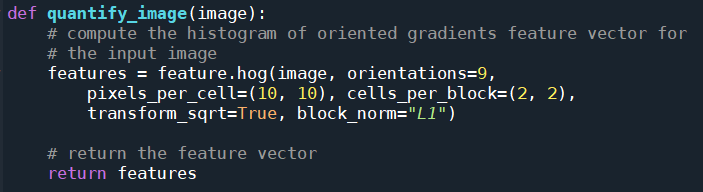 def quantify_image(image):
    # compute the histogram of oriented gradients feature vector for
    # the input image
    features = feature.hog(image, orientations=9,
        pixels_per_cell=(10, 10), cells_per_block=(2, 2),
        transform_sqrt=True, block_norm="L1")
    # return the feature vector
    return features